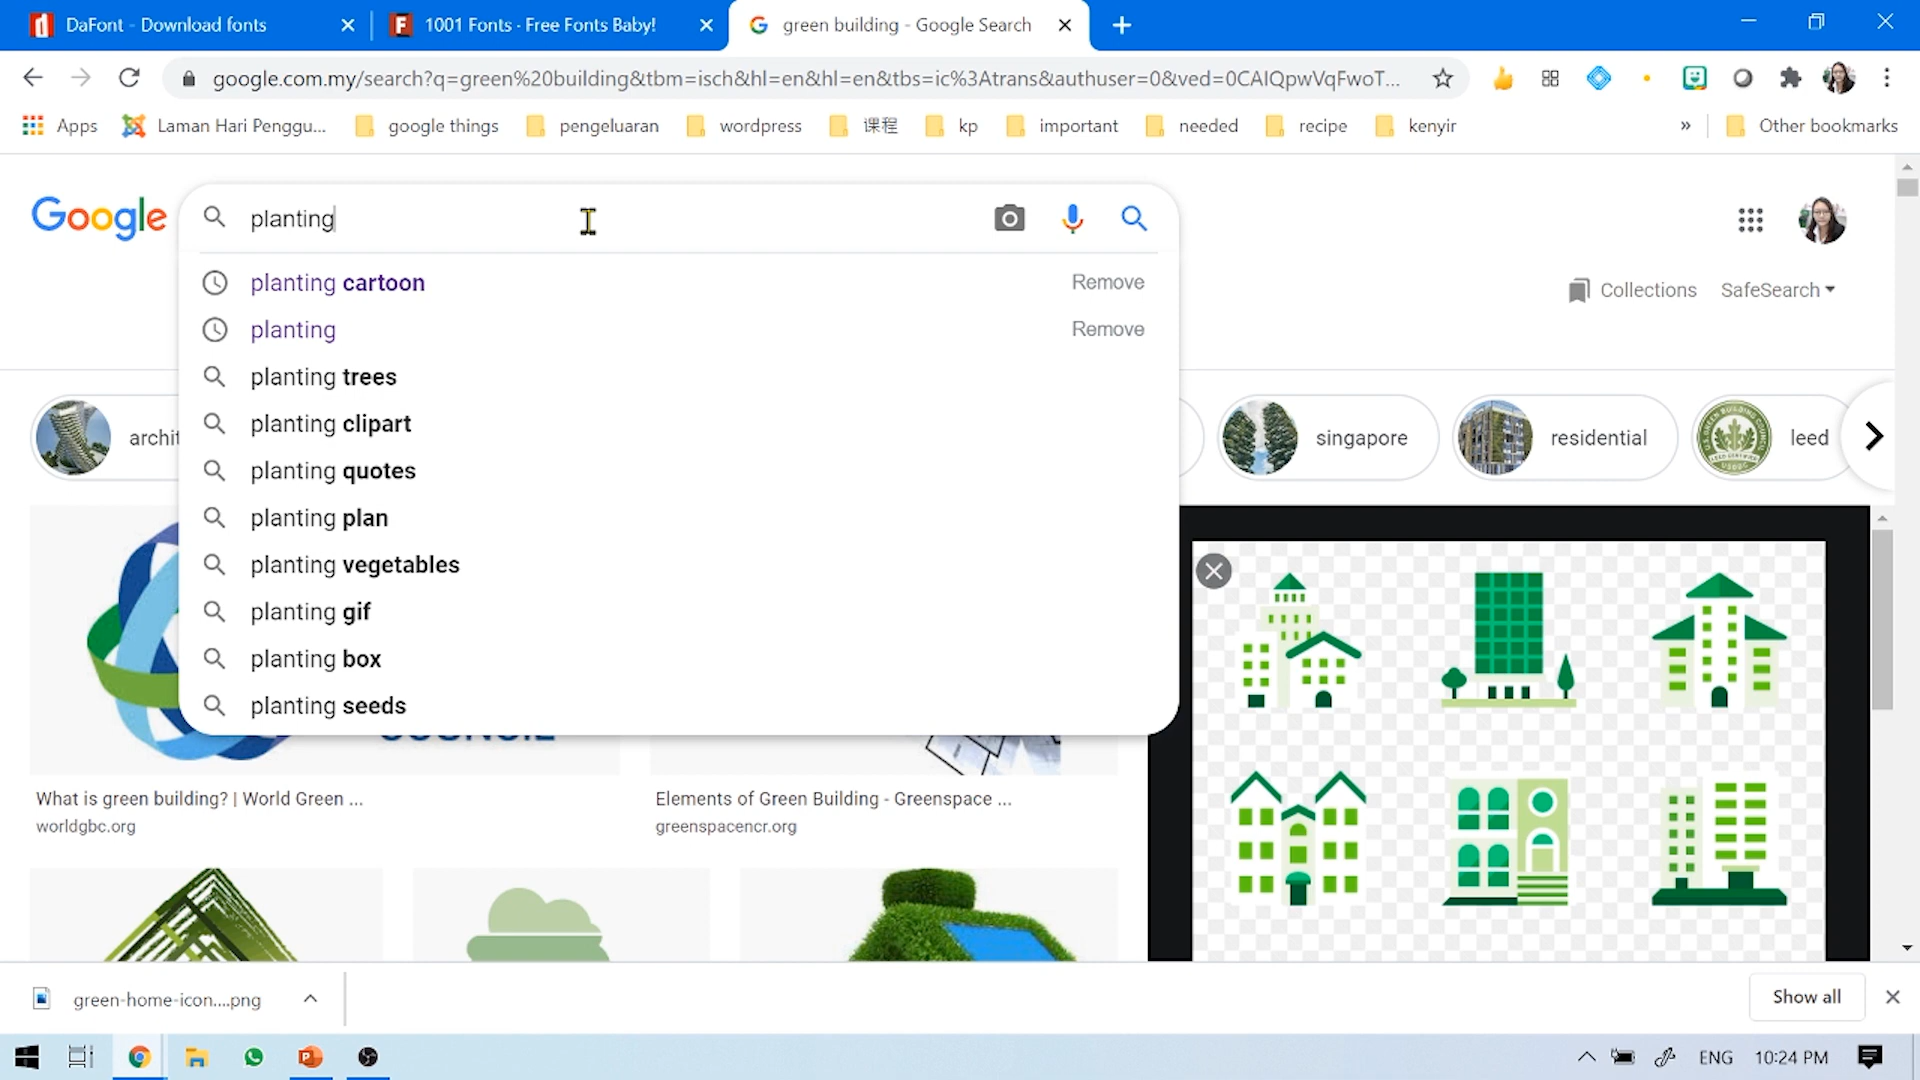 DaFont - Download fonts
1001 Fonts - Free Fonts Baby!
green building - Google Search
google.com.my/search?q=green%20building&tbm=isch&hl=en&hl=en&tbs=ic%3Atrans&authuser=0&ved=0CAIQpwVqFwoT...
Apps
Laman Hari Penggu...
google things
pengeluaran
wordpress
课程
kp
important
needed
recipe
kenyir
»
Other bookmarks
Google
planting
planting cartoon
Remove
planting
Remove
planting trees
planting clipart
planting quotes
planting plan
planting vegetables
planting gif
planting box
planting seeds
Collections
SafeSearch
archit
singapore
residential
leed
COUNCIL
What is green building? | World Green ...
worldgbc.org
Elements of Green Building - Greenspace ...
greenspacencr.org
green-home-icon....png
Show all
ENG
10:24 PM